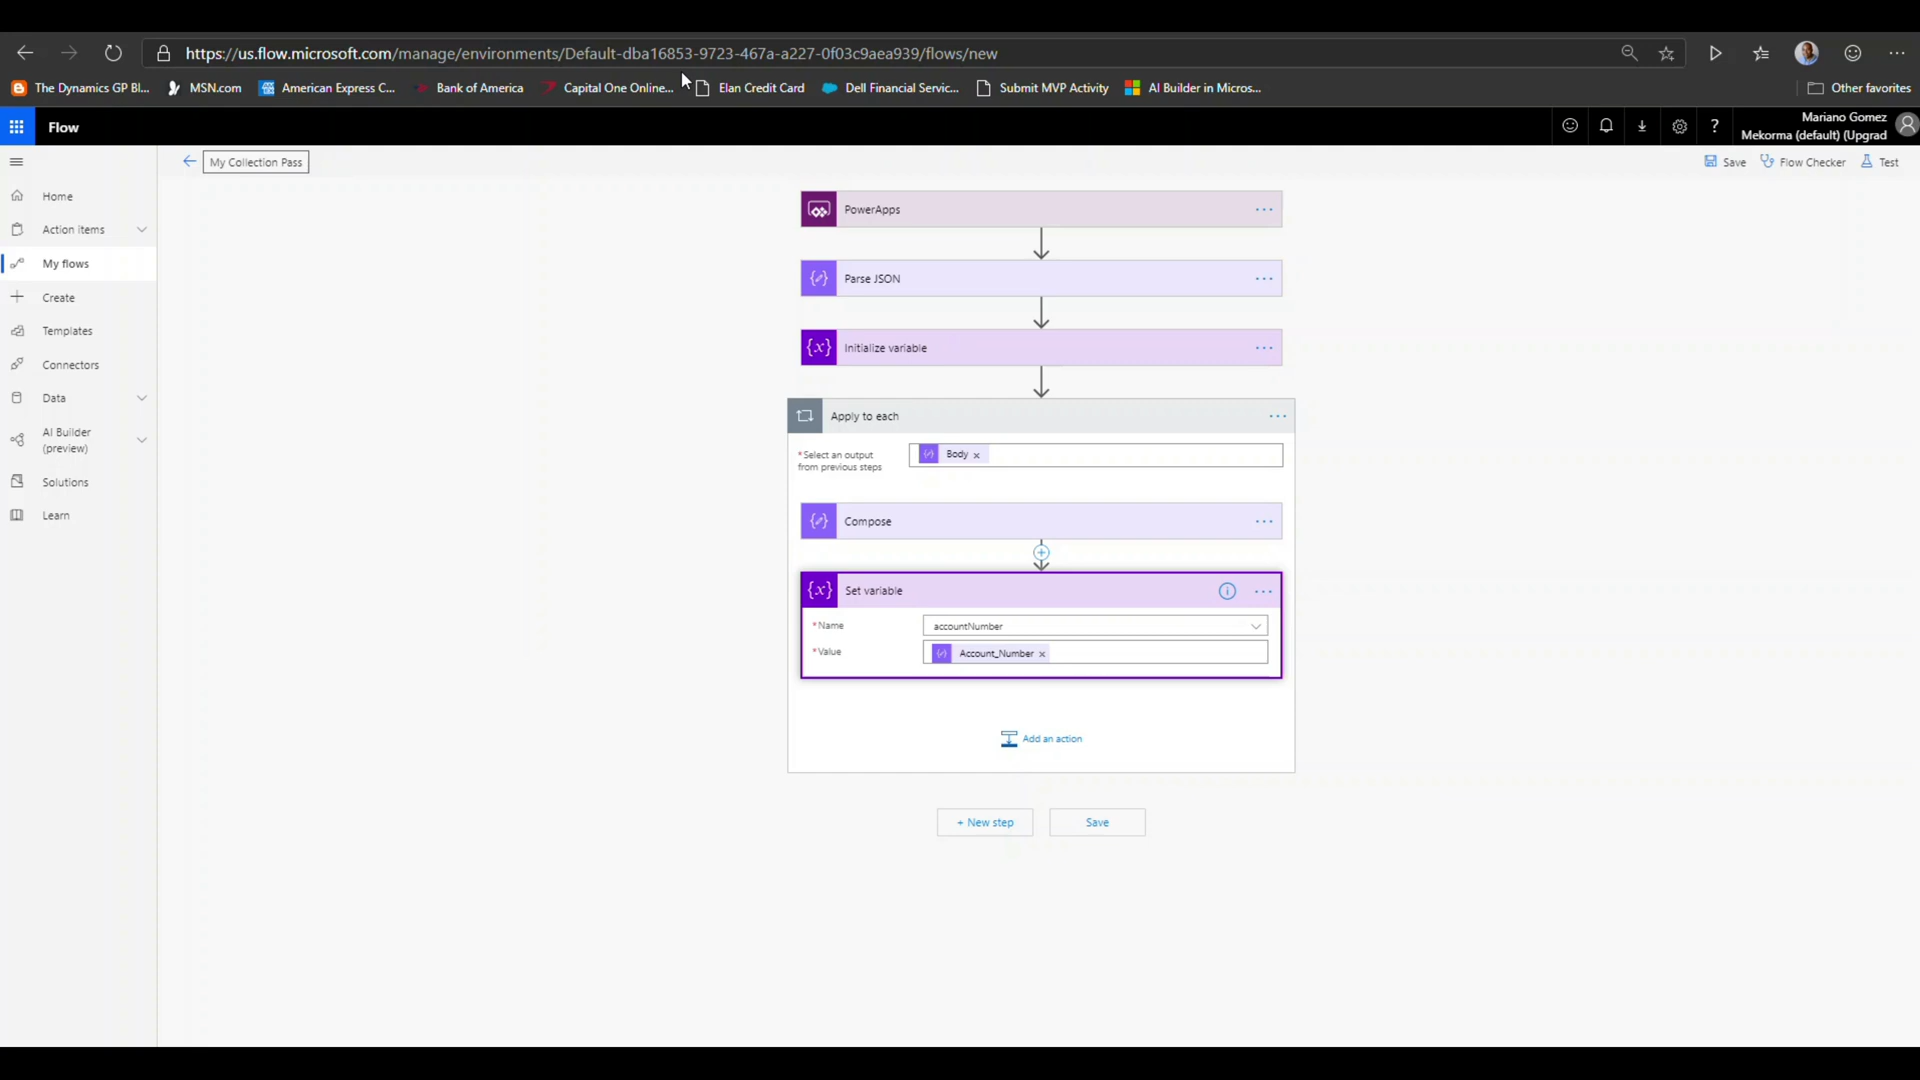 https://us.flow.microsoft.com/manage/environments/Default-dba16853-9723-467a-a227-0f03c9aea939/flows/new
The Dynamics GP Bl...
MSN.com
American Express C...
Bank of America
Capital One Online...
Elan Credit Card
Dell Financial Servic...
Submit MVP Activity
AI Builder in Micros...
Other favorites
Flow
?
Mariano Gomez
Mekorma (default) (Upgrad
My Collection Pass
Save
Flow Checker
Test
Home
Action items
My flows
Create
Templates
Connectors
Data
AI Builder
(preview)
Solutions
Learn
PowerApps
Parse JSON
{x} Initialize variable
Apply to each
*Select an output
from previous steps
Body ×
Compose
{x} Set variable
*Name
accountNumber
*Value
Account_Number ×
Add an action
+ New step
Save